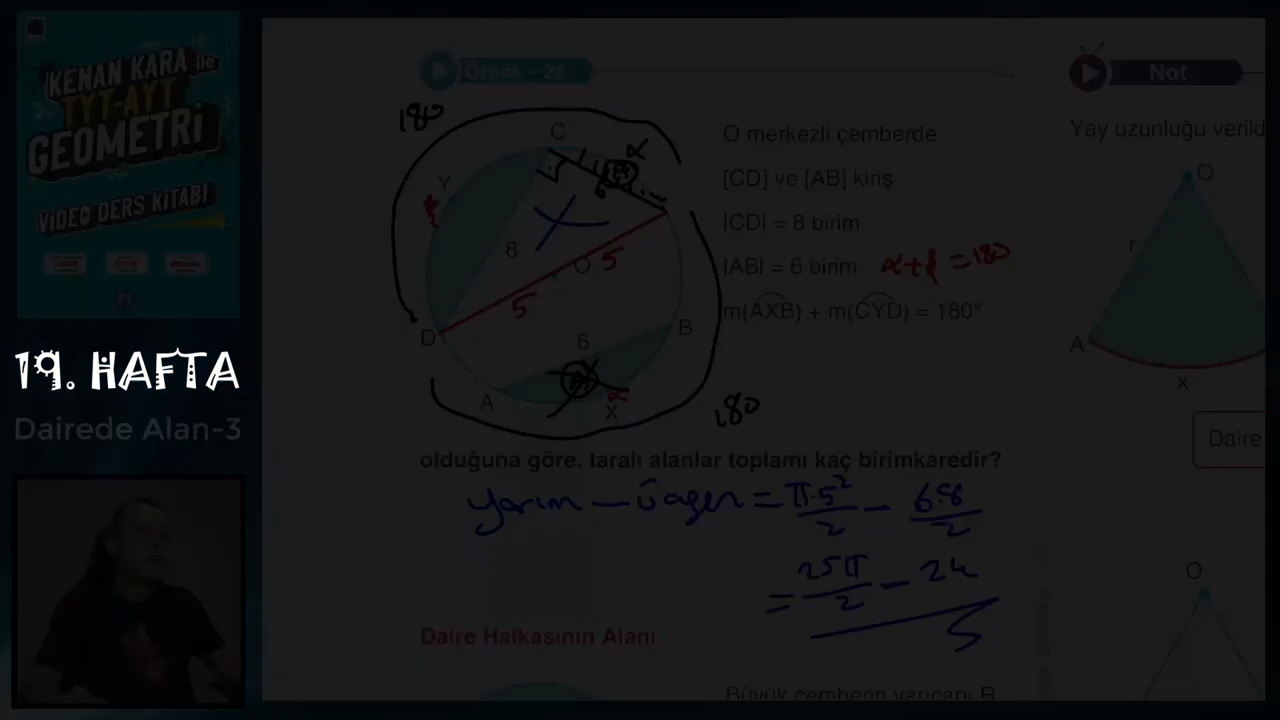 KENAN KARA ile
TYT-AYT
GEOMETRİ
VİDEO DERS KİTABI
19. HAFTA
Dairede Alan-3
Örnek - 26
180
C
α
Y
6
8
O
5
5
D
6
B
A
α
X
180
O merkezli çemberde
[CD] ve [AB] kiriş
|CD| = 8 birim
|AB| = 6 birim
= 180
m(AXB) + m(CYD) = 180°
olduğuna göre, taralı alanlar toplamı kaç birimkaredir?
yarım - üçgen = π.5²/2 - 6.8/2
= 25π/2 - 24
Daire Halkasının Alanı
Büyük çemberin yarıçapı R
Not
Yay uzunluğu
O
r
A
x
Daire
O